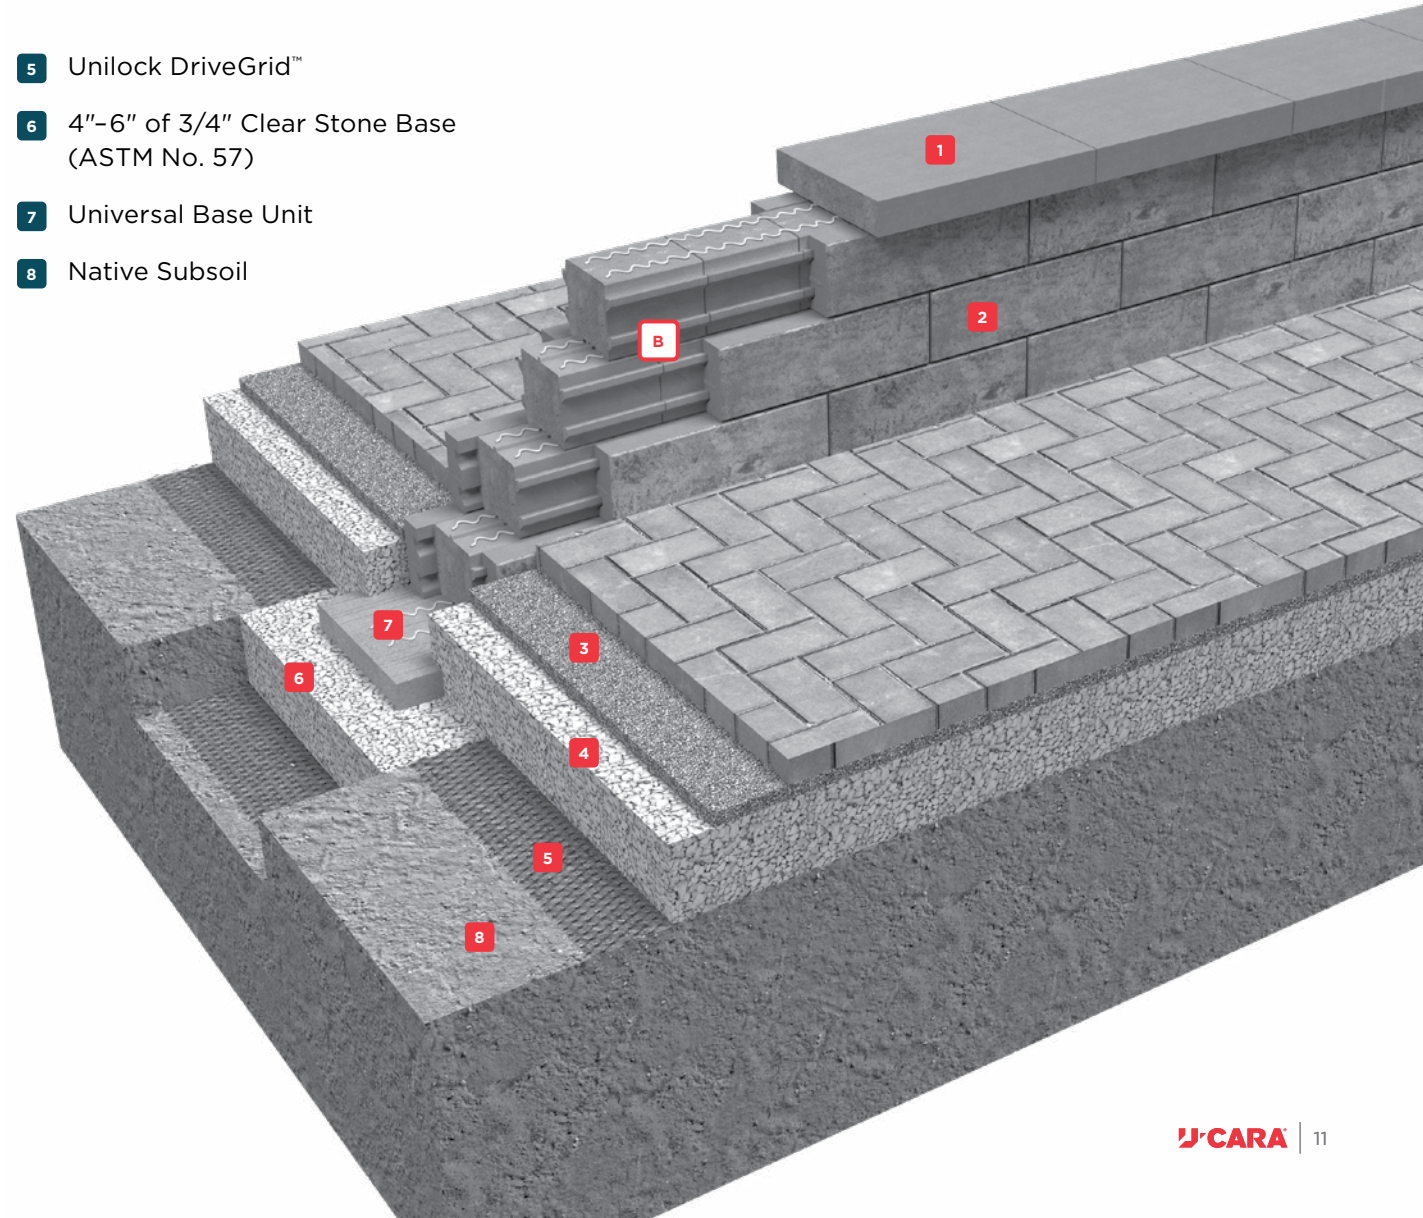 5 Unilock DriveGrid™
6 4"–6" of 3/4" Clear Stone Base
(ASTM No. 57)
7 Universal Base Unit
8 Native Subsoil
1
2
B
3
7
6
4
5
8
U-CARA® 11